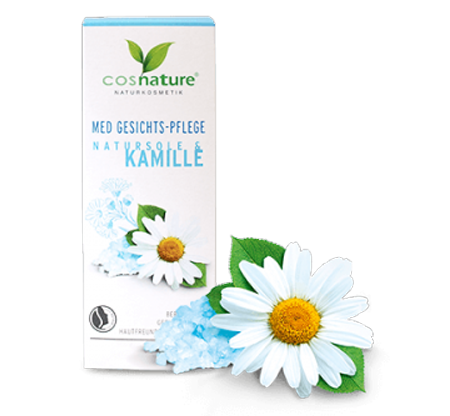 cosnature®
NATURKOSMETIK
MED GESICHTS-PFLEGE
NATURSOLE &
KAMILLE